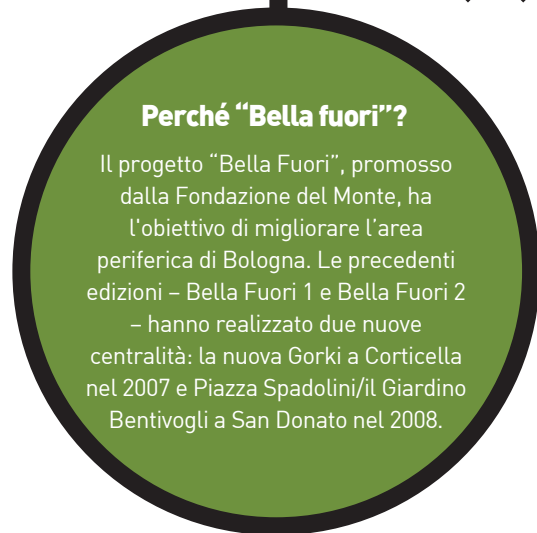 Perché “Bella fuori”?
Il progetto “Bella Fuori”, promosso
dalla Fondazione del Monte, ha
l'obiettivo di migliorare l’area
periferica di Bologna. Le precedenti
edizioni – Bella Fuori 1 e Bella Fuori 2
– hanno realizzato due nuove
centralità: la nuova Gorki a Corticella
nel 2007 e Piazza Spadolini/il Giardino
Bentivogli a San Donato nel 2008.